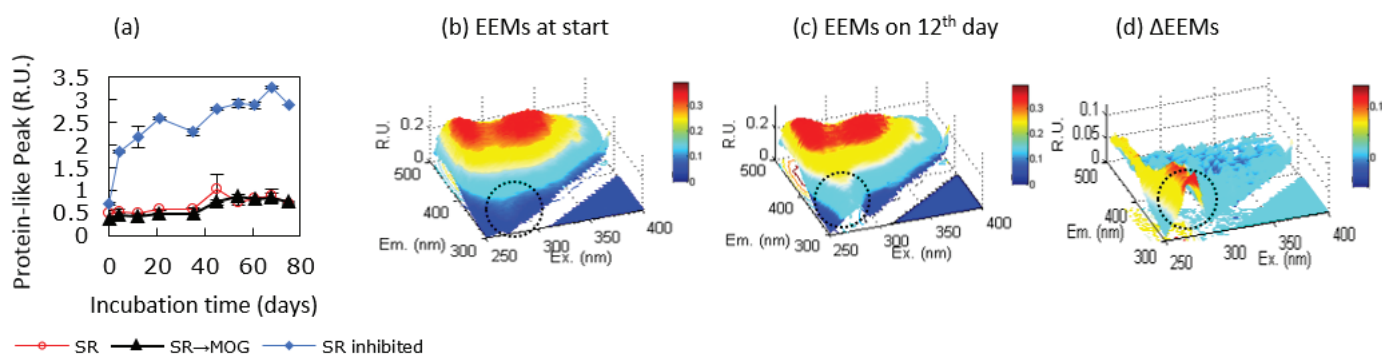 (a)
(b) EEMs at start
(c) EEMs on 12th day
(d) ΔEEMs
Protein-like Peak (R.U.)
3.5
3
2.5
2
1.5
1
0.5
0
0 20 40 60 80
Incubation time (days)
SR SR→MOG SR inhibited
R.U.
0.2
0
500
400
300
Em. (nm)
250
300
350
400
Ex. (nm)
0.3
0.2
0.1
0
R.U.
0.2
0
500
400
300
Em. (nm)
250
300
350
400
Ex. (nm)
0.3
0.2
0.1
0
R.U.
0.1
0.05
0
400
300
Em. (nm)
250
300
350
400
Ex. (nm)
0.1
0